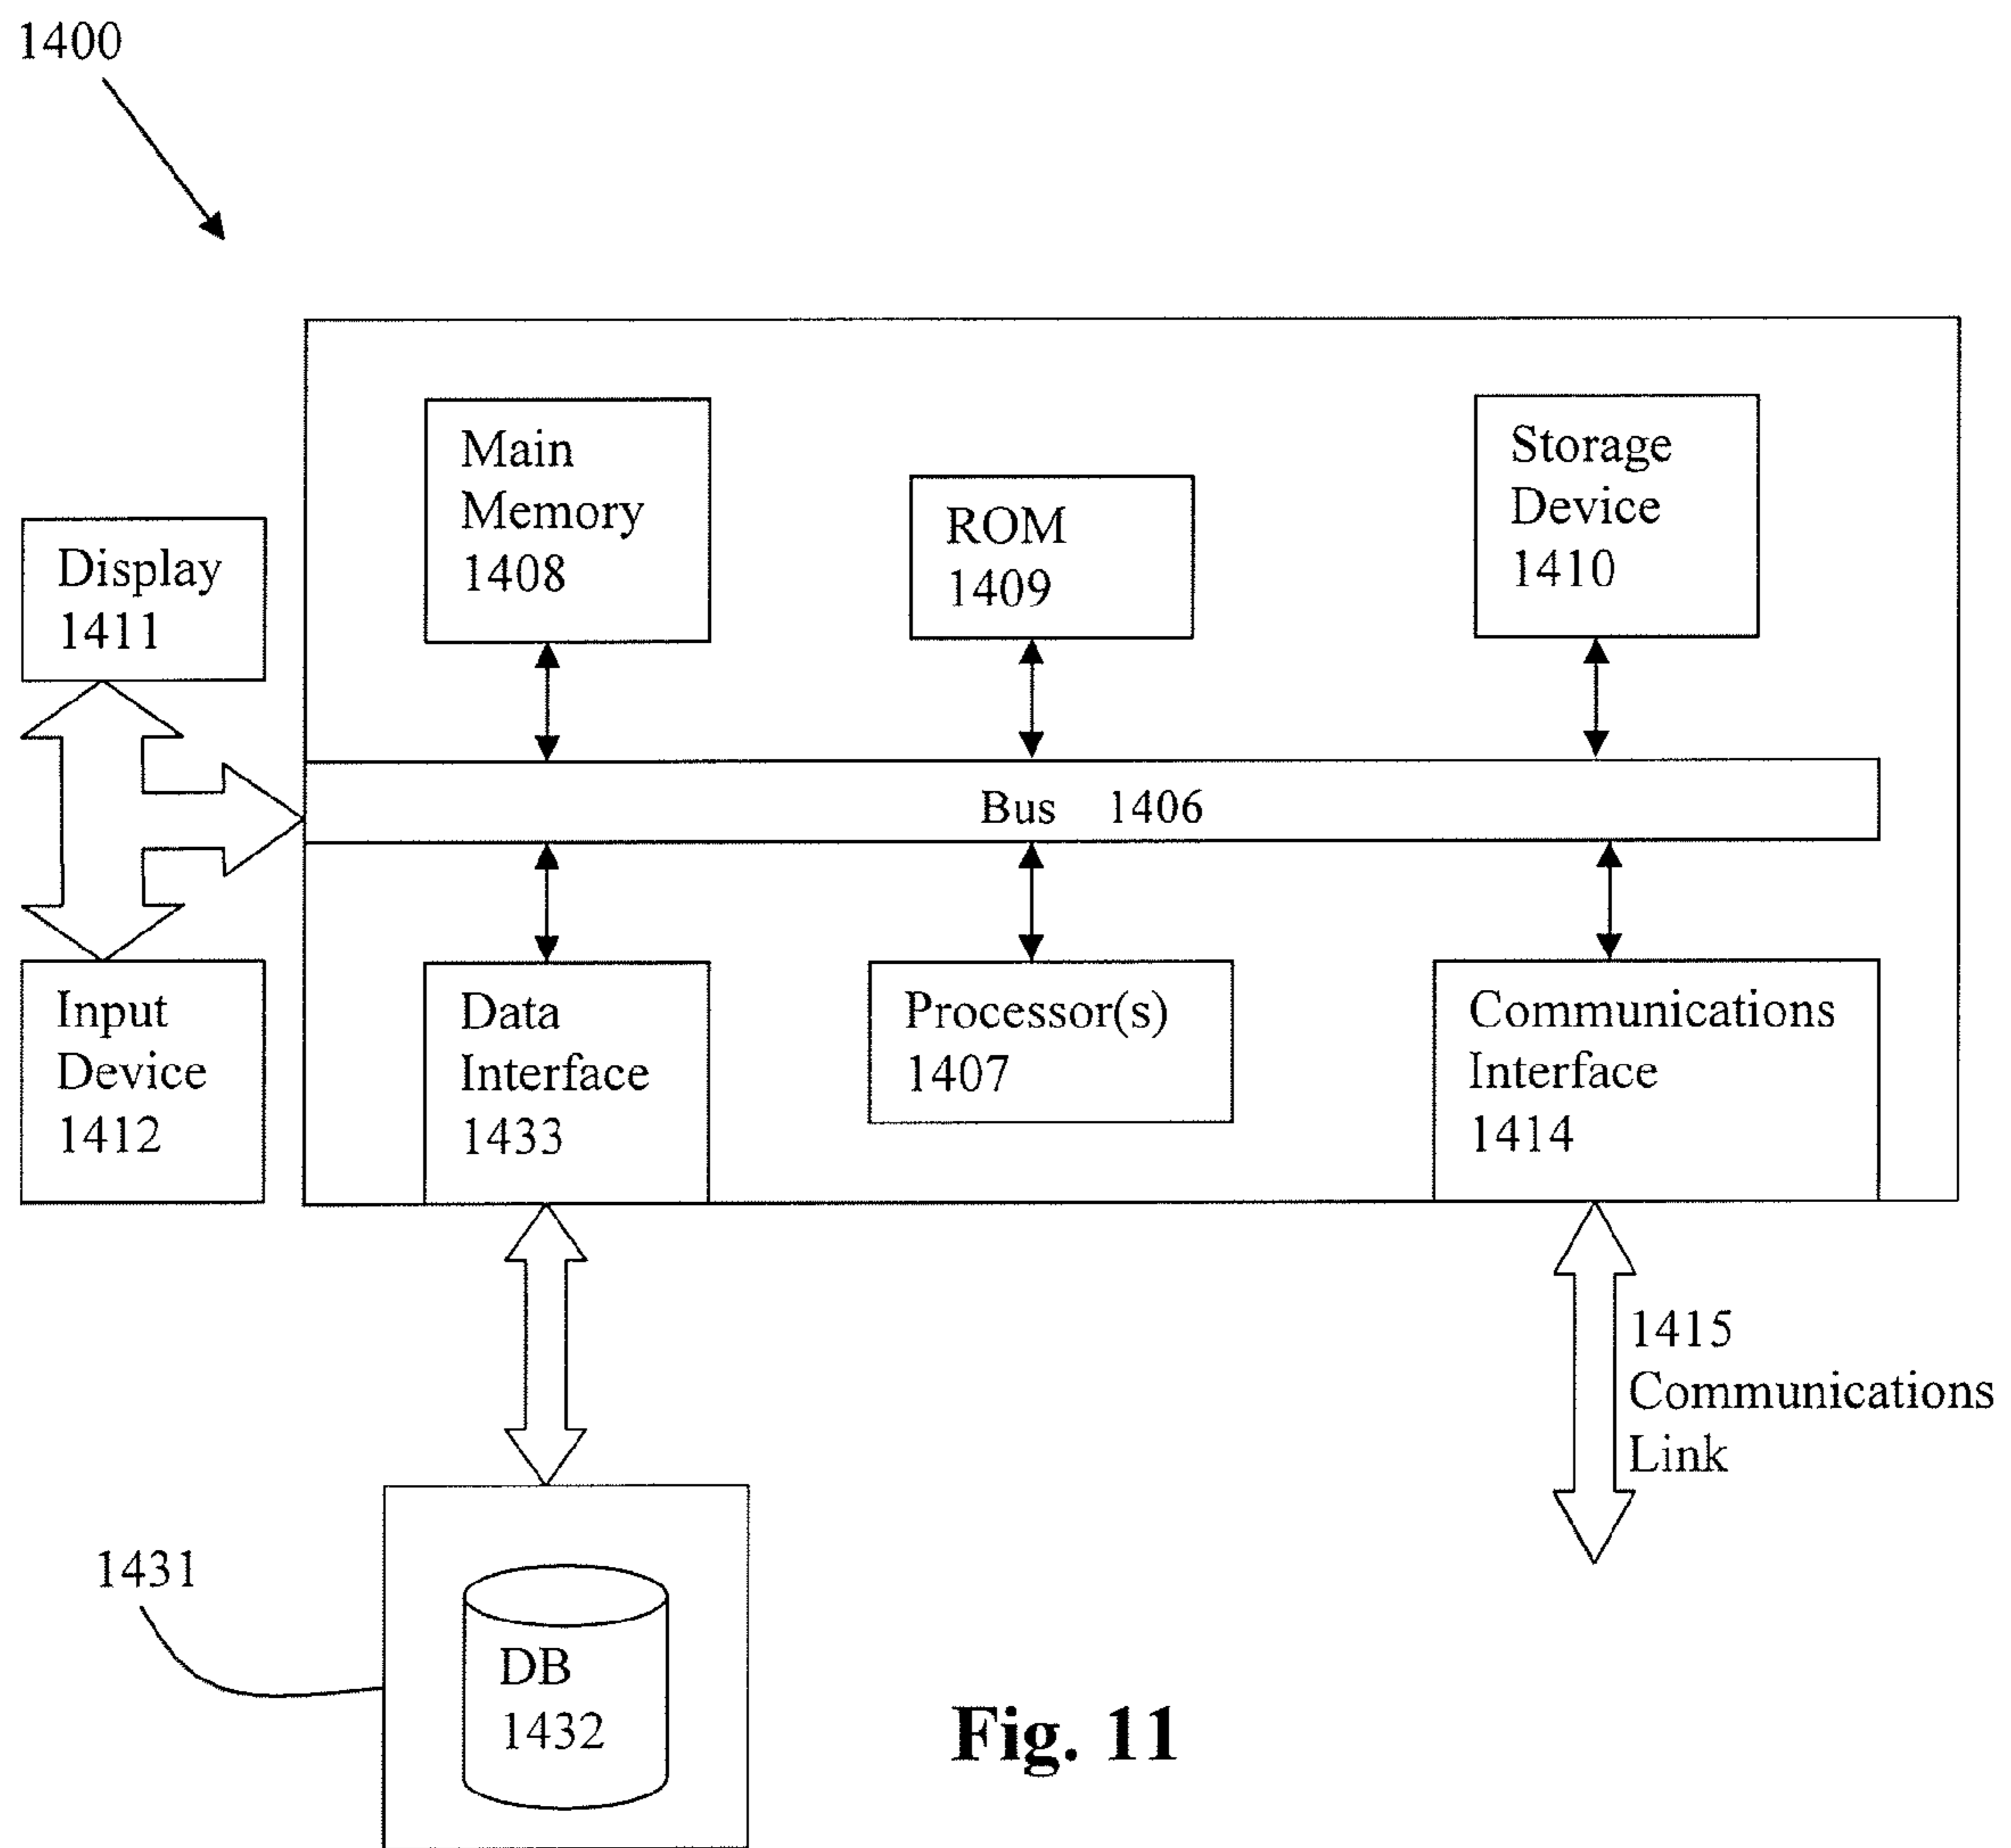 1400
Main
Memory
1408
ROM
1409
Storage
Device
1410
Display
1411
Bus 1406
Input
Device
1412
Data
Interface
1433
Processor(s)
1407
Communications
Interface
1414
1415
Communications
Link
1431
DB
1432
Fig. 11